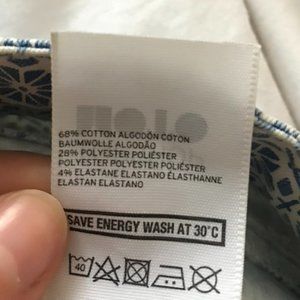 68% COTTON ALGODÓN COTON
BAUMWOLLE ALGODÃO
28% POLYESTER POLIÉSTER
POLYESTER POLIÉSTER
4% ELASTANE ELASTANO ÉLASTHANNE
ELASTAN ELASTANO
SAVE ENERGY WASH AT 30°C
40